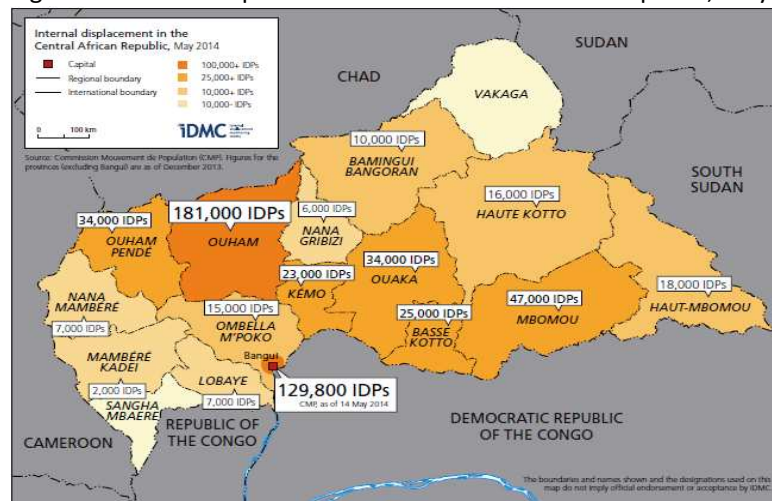 Internal displacement in the
Central African Republic, May 2014
Capital
Regional boundary
International boundary
100,000+ IDPs
25,000+ IDPs
10,000+ IDPs
10,000- IDPs
0 100 km
iDMC
Source: Commission Mouvement de Population (CMP). Figures for the
provinces (excluding Bangui) are as of December 2013.
SUDAN
CHAD
VAKAGA
10,000 IDPs
BAMINGUI
BANGORAN
SOUTH
SUDAN
16,000 IDPs
HAUTE KOTTO
34,000 IDPs
OUHAM
PENDÉ
181,000 IDPs
OUHAM
6,000 IDPs
NANA
GRIBIZI
34,000 IDPs
OUAKA
23,000 IDPs
KÉMO
18,000 IDPs
HAUT-MBOMOU
47,000 IDPs
MBOMOU
25,000 IDPs
BASSE
KOTTO
NANA
MAMBÉRÉ
7,000 IDPs
15,000 IDPs
OMBELLA
M'POKO
MAMBÉRÉ
KADEI
2,000 IDPs
Bangui
LOBAYE
7,000 IDPs
129,800 IDPs
CMP, as of 14 May 2014
SANGHA
MBAERE
CAMEROON
REPUBLIC OF
THE CONGO
DEMOCRATIC REPUBLIC
OF THE CONGO
The boundaries and names shown and the designations used on this
map do not imply official endorsement or acceptance by IDMC.